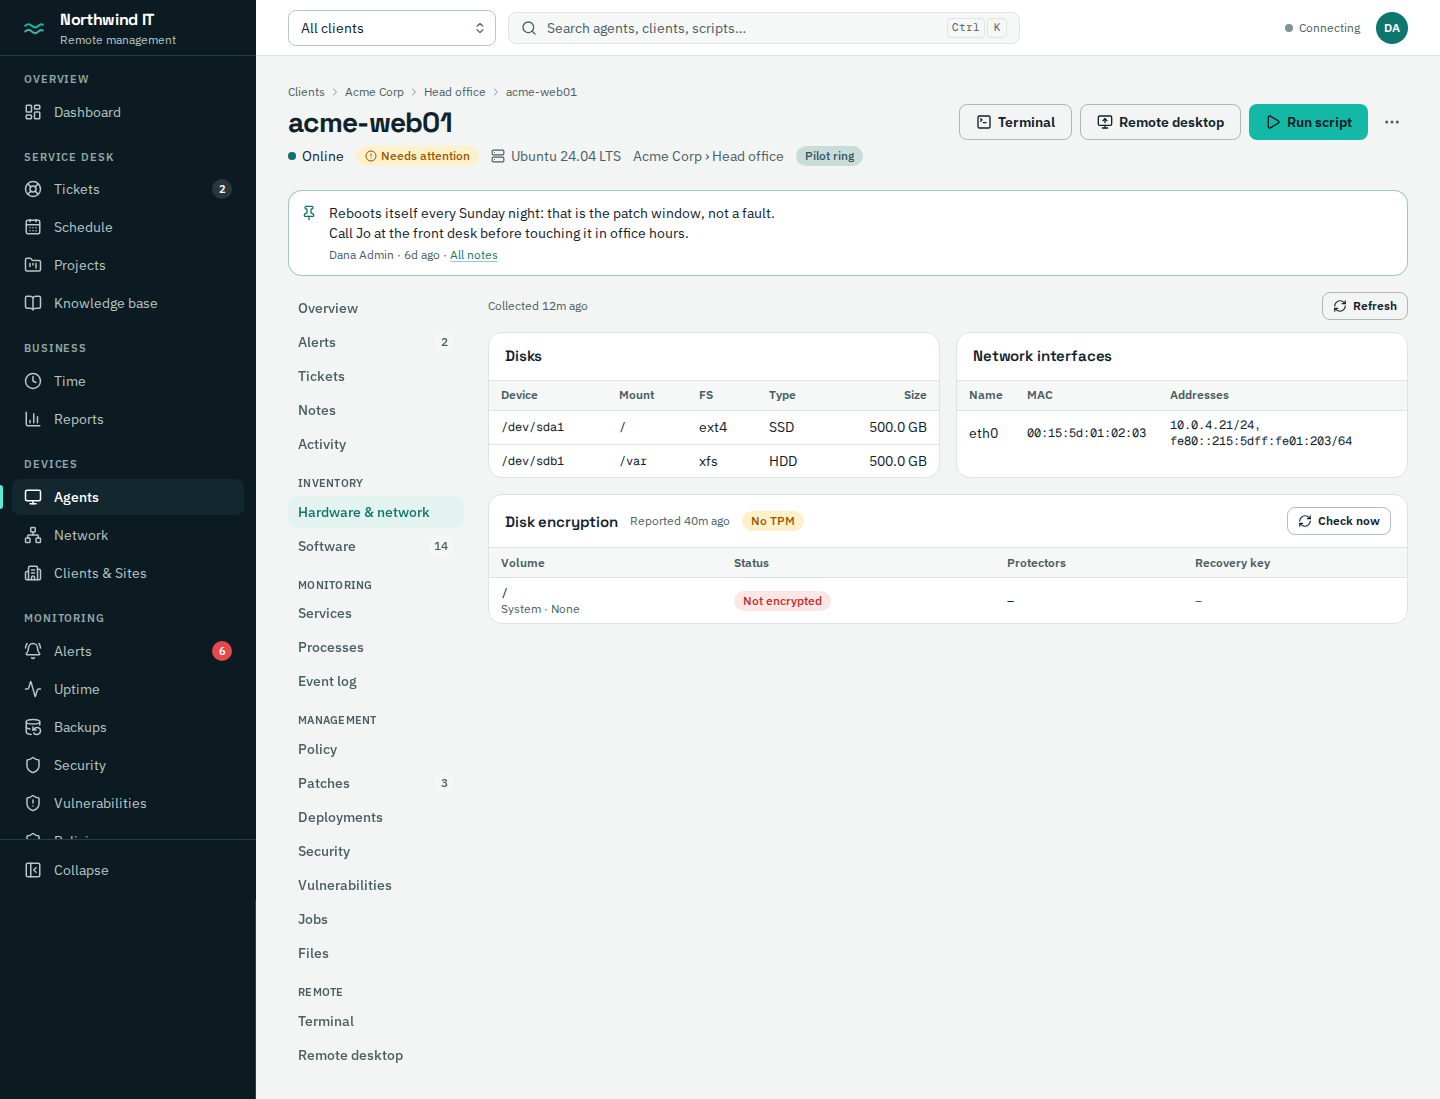 Northwind IT
Remote management
OVERVIEW
Dashboard
SERVICE DESK
Tickets 2
Schedule
Projects
Knowledge base
BUSINESS
Time
Reports
DEVICES
Agents
Network
Clients & Sites
MONITORING
Alerts 6
Uptime
Backups
Security
Vulnerabilities
Collapse
All clients
Search agents, clients, scripts... Ctrl K
Connecting
DA
Clients > Acme Corp > Head office > acme-web01
acme-web01
Terminal
Remote desktop
Run script
Online
Needs attention
Ubuntu 24.04 LTS
Acme Corp › Head office
Pilot ring
Reboots itself every Sunday night: that is the patch window, not a fault.
Call Jo at the front desk before touching it in office hours.
Dana Admin · 6d ago · All notes
Overview
Alerts 2
Tickets
Notes
Activity
INVENTORY
Hardware & network
Software 14
MONITORING
Services
Processes
Event log
MANAGEMENT
Policy
Patches 3
Deployments
Security
Vulnerabilities
Jobs
Files
REMOTE
Terminal
Remote desktop
Collected 12m ago
Refresh
Disks
Device Mount FS Type Size
/dev/sda1 / ext4 SSD 500.0 GB
/dev/sdb1 /var xfs HDD 500.0 GB
Network interfaces
Name MAC Addresses
eth0 00:15:5d:01:02:03 10.0.4.21/24,
fe80::215:5dff:fe01:203/64
Disk encryption Reported 40m ago No TPM
Check now
Volume Status Protectors Recovery key
/
System · None
Not encrypted – –